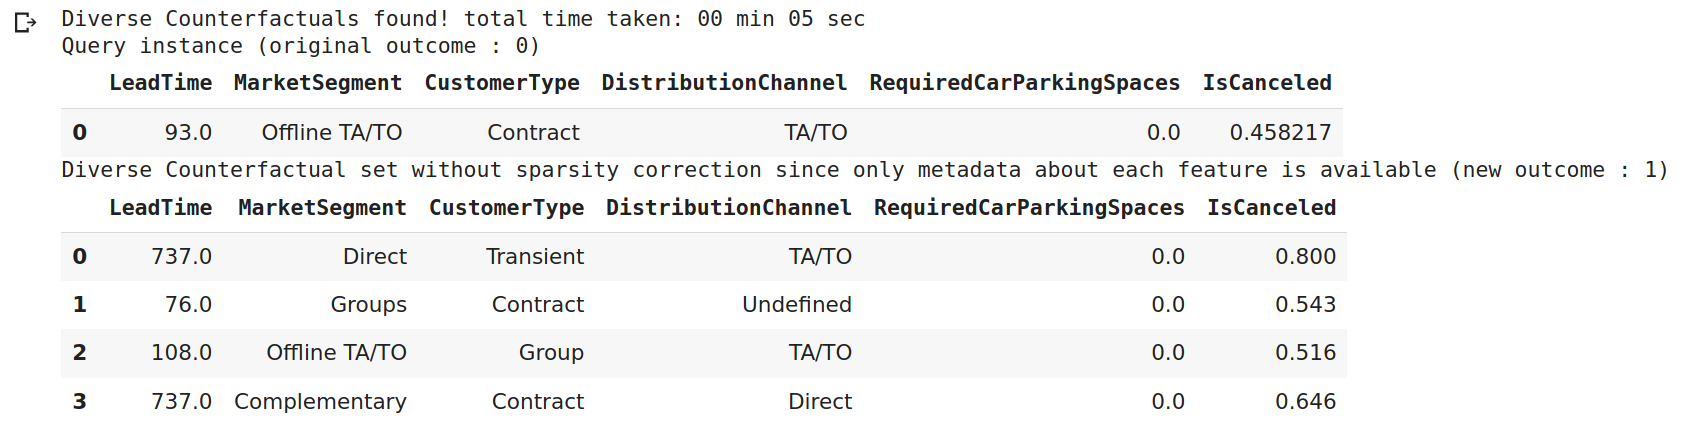 Diverse Counterfactuals found! total time taken: 00 min 05 sec
Query instance (original outcome : 0)
LeadTime MarketSegment CustomerType DistributionChannel RequiredCarParkingSpaces IsCanceled
0 93.0 Offline TA/TO Contract TA/TO 0.0 0.458217
Diverse Counterfactual set without sparsity correction since only metadata about each feature is available (new outcome : 1)
LeadTime MarketSegment CustomerType DistributionChannel RequiredCarParkingSpaces IsCanceled
0 737.0 Direct Transient TA/TO 0.0 0.800
1 76.0 Groups Contract Undefined 0.0 0.543
2 108.0 Offline TA/TO Group TA/TO 0.0 0.516
3 737.0 Complementary Contract Direct 0.0 0.646